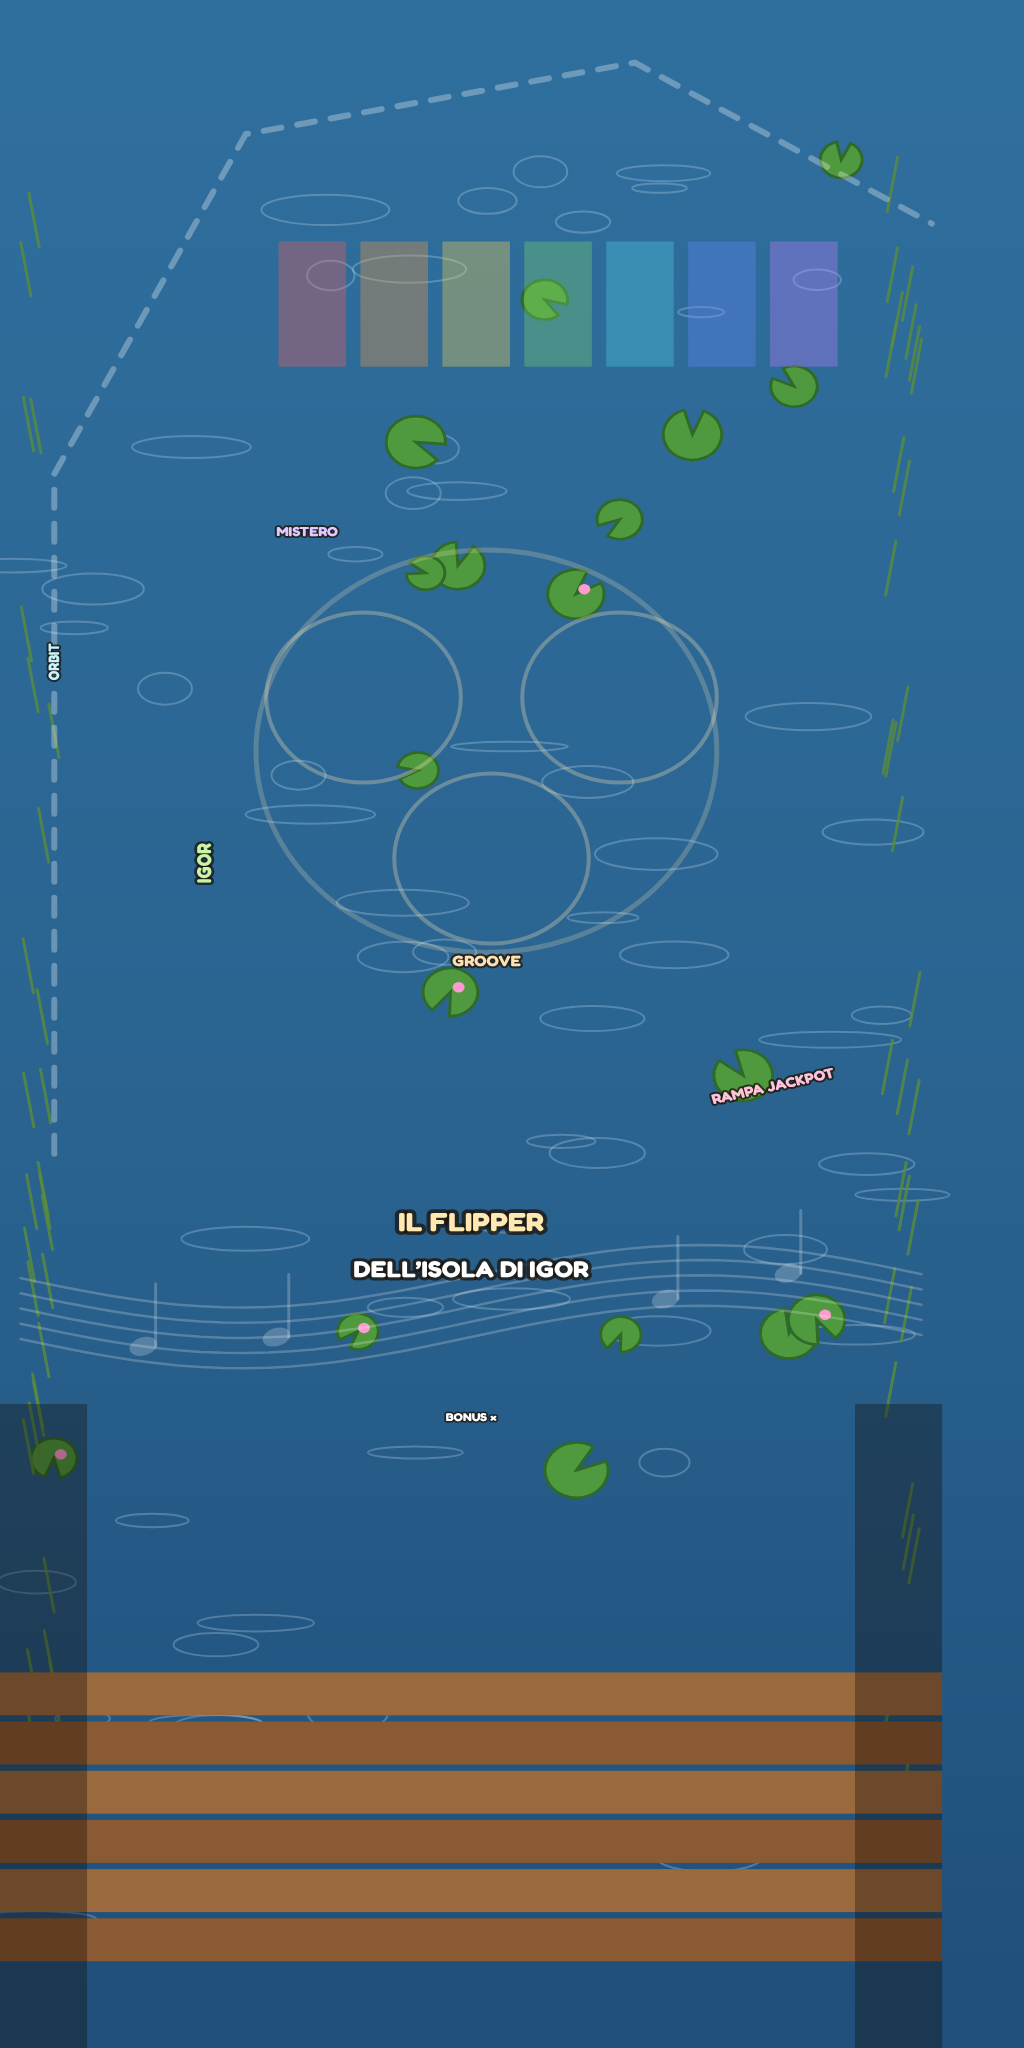 MISTERO
ORBIT
IGOR
GROOVE
RAMPA JACKPOT
IL FLIPPER
DELL'ISOLA DI IGOR
BONUS ×